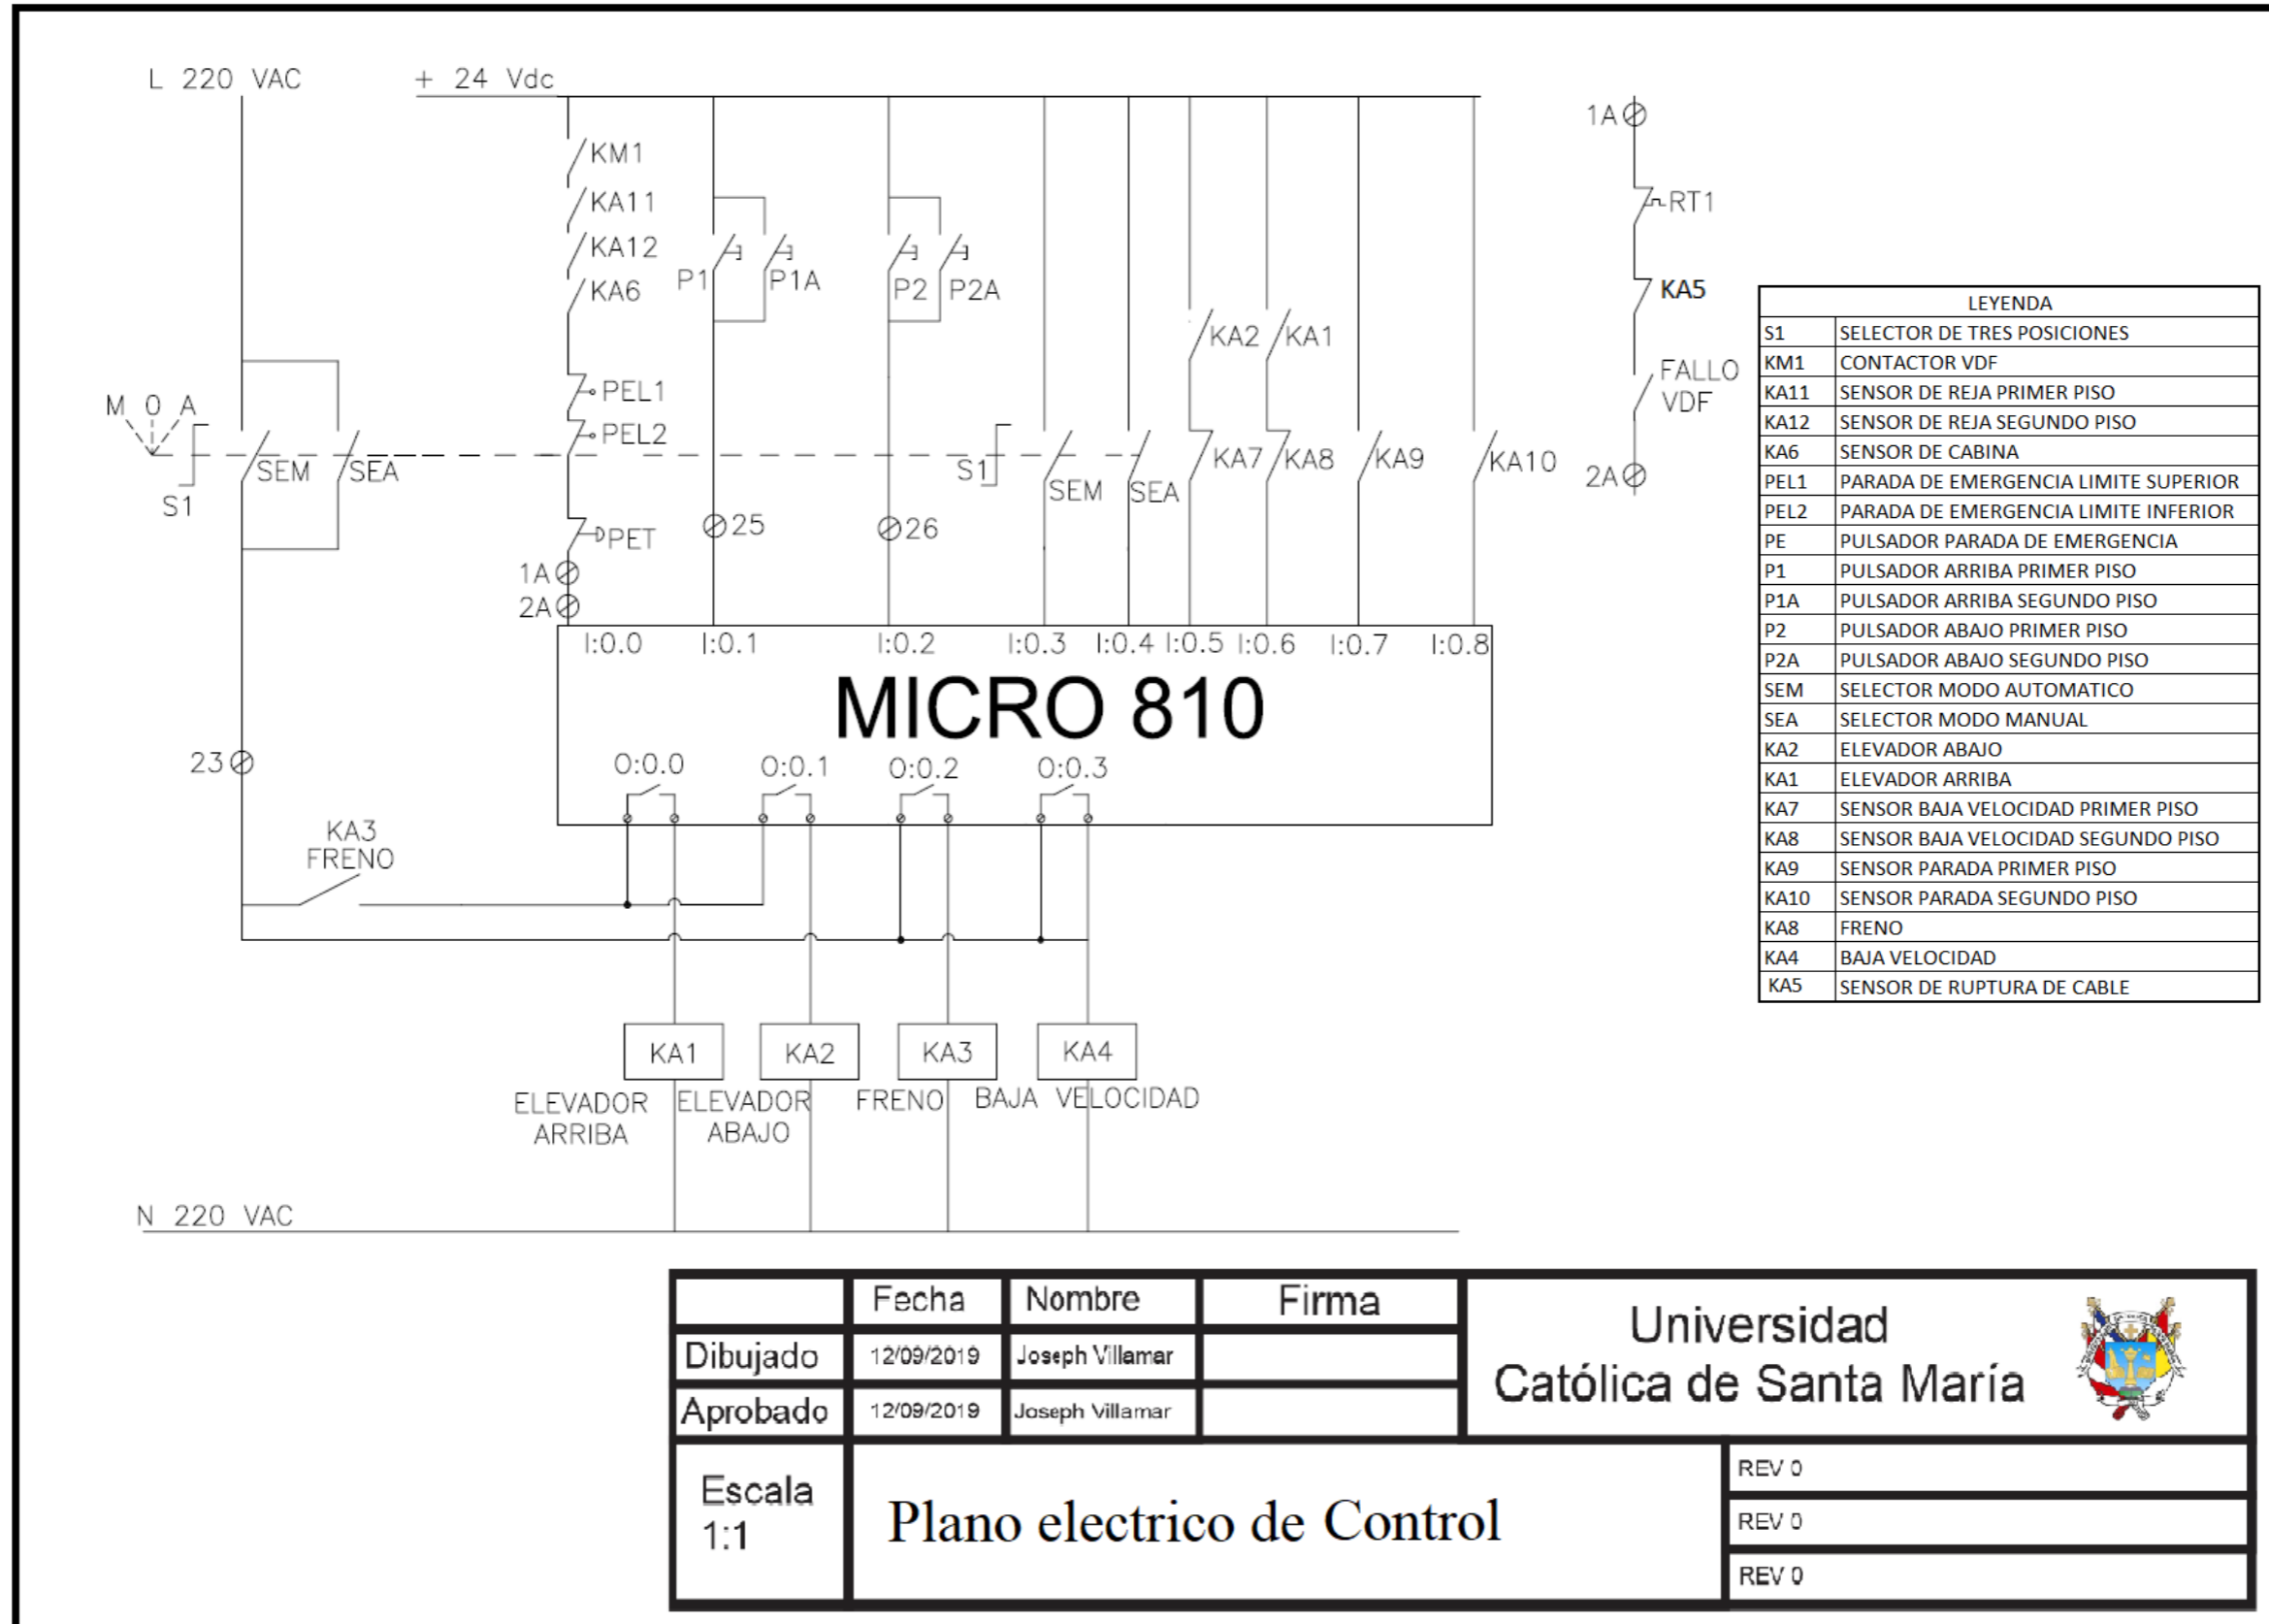 L 220 VAC
+ 24 Vdc
KM1
KA11
KA12
KA6
PEL1
PEL2
PET
1A
2A
P1
P1A
25
P2
P2A
26
M O A
S1
SEM
SEA
S1
SEM
SEA
KA2
KA1
KA7
KA8
KA9
KA10
1A
RT1
KA5
FALLO
VDF
2A
I:0.0 I:0.1 I:0.2 I:0.3 I:0.4 I:0.5 I:0.6 I:0.7 I:0.8
MICRO 810
O:0.0 O:0.1 O:0.2 O:0.3
23
KA3
FRENO
KA1 KA2 KA3 KA4
ELEVADOR
ARRIBA
ELEVADOR
ABAJO
FRENO
BAJA VELOCIDAD
N 220 VAC
LEYENDA
S1 SELECTOR DE TRES POSICIONES
KM1 CONTACTOR VDF
KA11 SENSOR DE REJA PRIMER PISO
KA12 SENSOR DE REJA SEGUNDO PISO
KA6 SENSOR DE CABINA
PEL1 PARADA DE EMERGENCIA LIMITE SUPERIOR
PEL2 PARADA DE EMERGENCIA LIMITE INFERIOR
PE PULSADOR PARADA DE EMERGENCIA
P1 PULSADOR ARRIBA PRIMER PISO
P1A PULSADOR ARRIBA SEGUNDO PISO
P2 PULSADOR ABAJO PRIMER PISO
P2A PULSADOR ABAJO SEGUNDO PISO
SEM SELECTOR MODO AUTOMATICO
SEA SELECTOR MODO MANUAL
KA2 ELEVADOR ABAJO
KA1 ELEVADOR ARRIBA
KA7 SENSOR BAJA VELOCIDAD PRIMER PISO
KA8 SENSOR BAJA VELOCIDAD SEGUNDO PISO
KA9 SENSOR PARADA PRIMER PISO
KA10 SENSOR PARADA SEGUNDO PISO
KA8 FRENO
KA4 BAJA VELOCIDAD
KA5 SENSOR DE RUPTURA DE CABLE
Fecha Nombre Firma
Dibujado 12/09/2019 Joseph Villamar
Aprobado 12/09/2019 Joseph Villamar
Universidad
Católica de Santa María
Escala
1:1
Plano electrico de Control
REV 0
REV 0
REV 0